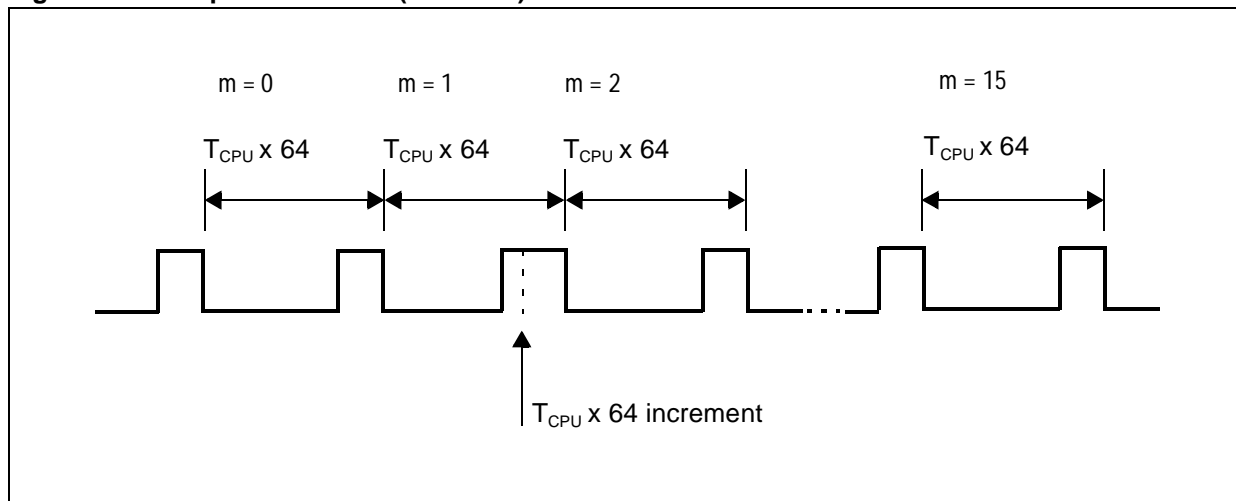 m = 0 m = 1 m = 2 m = 15
T_CPU x 64 T_CPU x 64 T_CPU x 64 T_CPU x 64
T_CPU x 64 increment